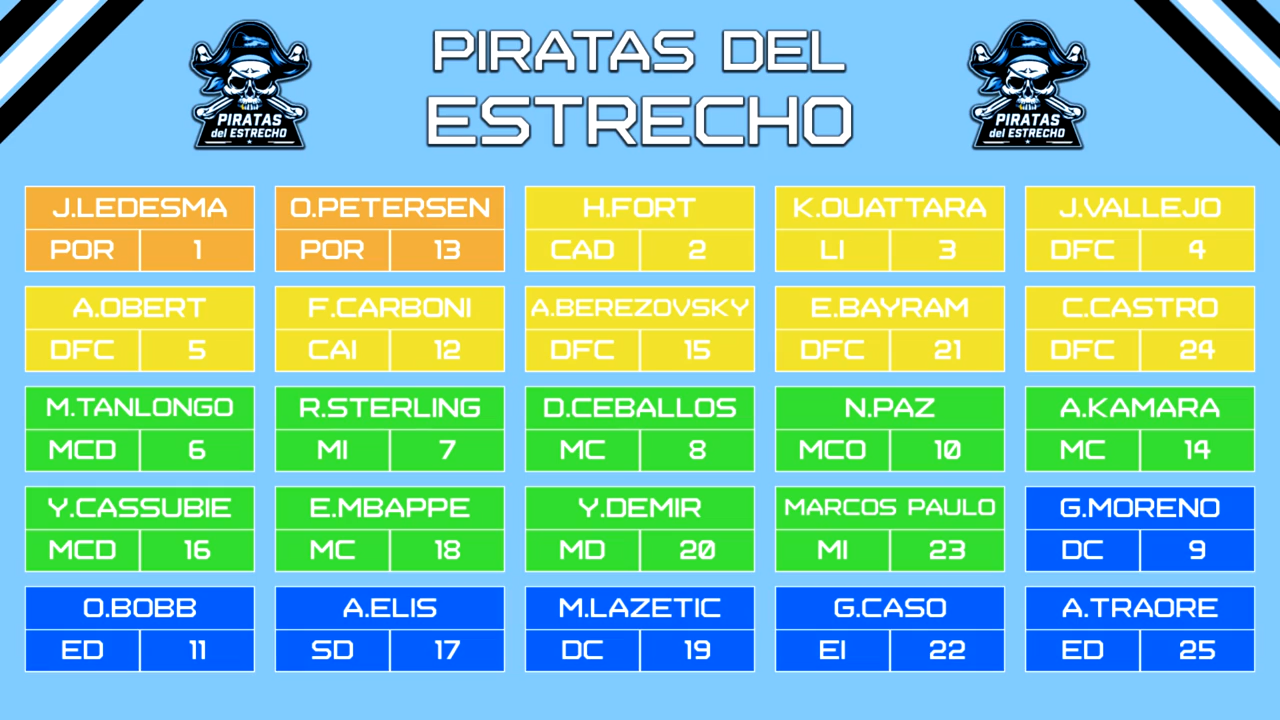 PIRATAS DEL
ESTRECHO
PIRATAS
del ESTRECHO
PIRATAS
del ESTRECHO
J.LEDESMA O.PETERSEN H.FORT K.OUATTARA J.VALLEJO
POR 1 POR 13 CAD 2 LI 3 DFC 4
A.OBERT F.CARBONI A.BEREZOVSKY E.BAYRAM C.CASTRO
DFC 5 CAI 12 DFC 15 DFC 21 DFC 24
M.TANLONGO R.STERLING D.CEBALLOS N.PAZ A.KAMARA
MCD 6 MI 7 MC 8 MCO 10 MC 14
Y.CASSUBIE E.MBAPPE Y.DEMIR MARCOS PAULO G.MORENO
MCD 16 MC 18 MD 20 MI 23 DC 9
O.BOBB A.ELIS M.LAZETIC G.CASO A.TRAORE
ED 11 SD 17 DC 19 EI 22 ED 25